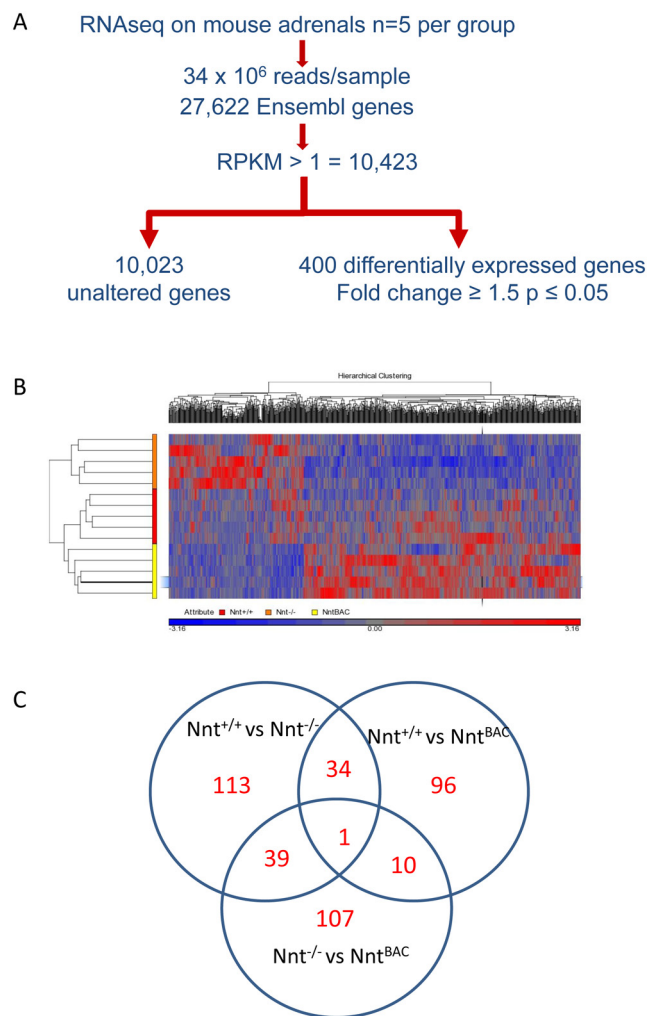 A
RNAseq on mouse adrenals n=5 per group
34 x 10⁶ reads/sample
27,622 Ensembl genes
RPKM > 1 = 10,423
10,023
unaltered genes
400 differentially expressed genes
Fold change ≥ 1.5 p ≤ 0.05
B
Hierarchical Clustering
Attribute Nnt+/+ Nnt-/- NntBAC
-3.16 0.00 3.16
C
Nnt⁺/⁺ vs Nnt⁻/⁻
Nnt⁺/⁺ vs Nntᴮᴬᶜ
113
34
96
1
39
10
107
Nnt⁻/⁻ vs Nntᴮᴬᶜ